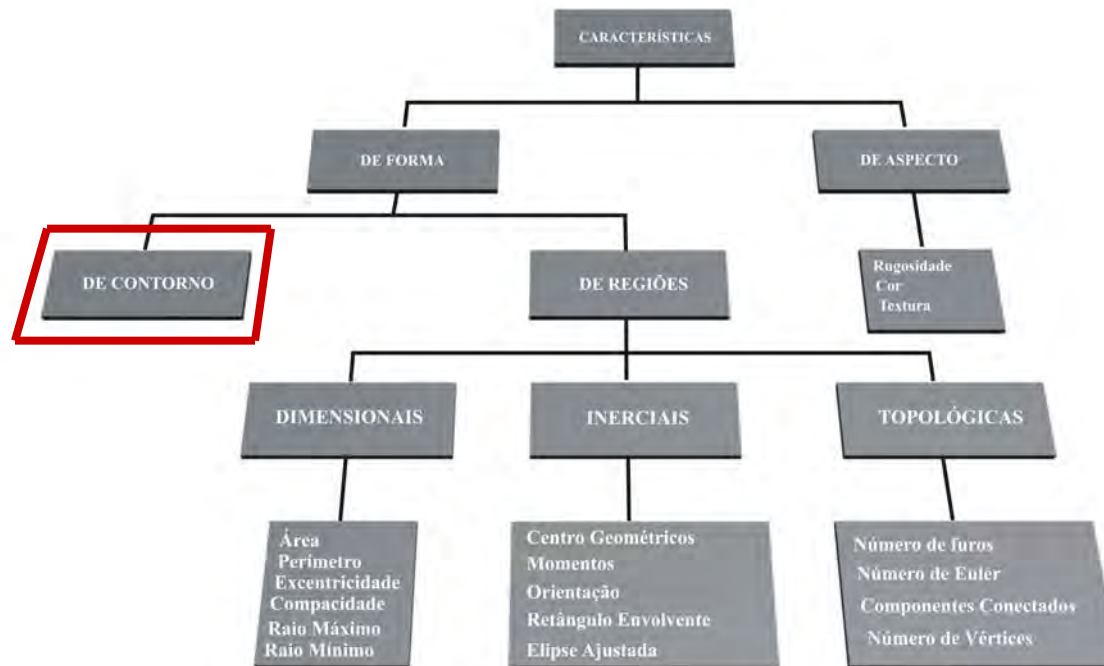 CARACTERÍSTICAS
DE FORMA
DE ASPECTO
DE CONTORNO
DE REGIÕES
Rugosidade
Cor
Textura
DIMENSIONAIS
INERCIAIS
TOPOLÓGICAS
Área
Perímetro
Excentricidade
Compacidade
Raio Máximo
Raio Mínimo
Centro Geométricos
Momentos
Orientação
Retângulo Envolvente
Elipse Ajustada
Número de furos
Número de Euler
Componentes Conectados
Número de Vértices